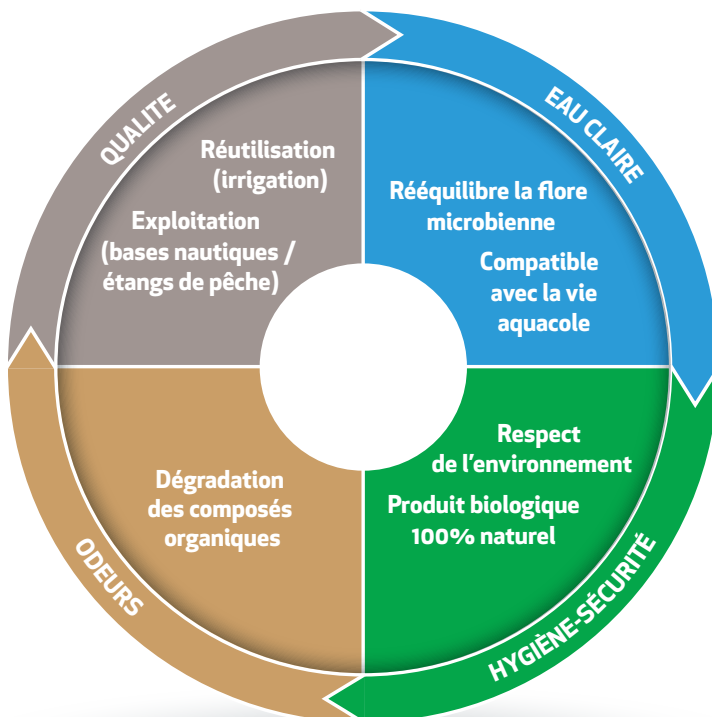 QUALITE
Réutilisation
(irrigation)
Exploitation
(bases nautiques /
étangs de pêche)
EAU CLAIRE
Rééquilibre la flore
microbienne
Compatible
avec la vie
aquacole
Respect
de l'environnement
Produit biologique
100% naturel
HYGIÈNE-SÉCURITÉ
Dégradation
des composés
organiques
ODEURS